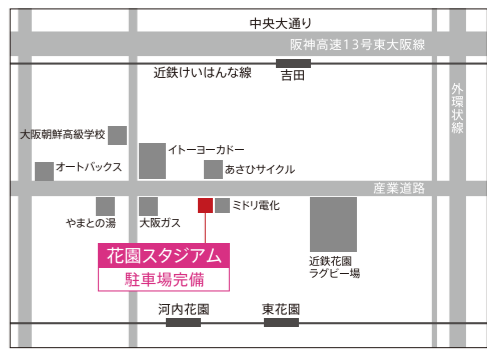 中央大通り
阪神高速13号東大阪線
近鉄けいはんな線
吉田
外環状線
大阪朝鮮高級学校
イトーヨーカドー
オートバックス
あさひサイクル
産業道路
やまとの湯
大阪ガス
ミドリ電化
花園スタジアム
駐車場完備
近鉄花園
ラグビー場
河内花園
東花園